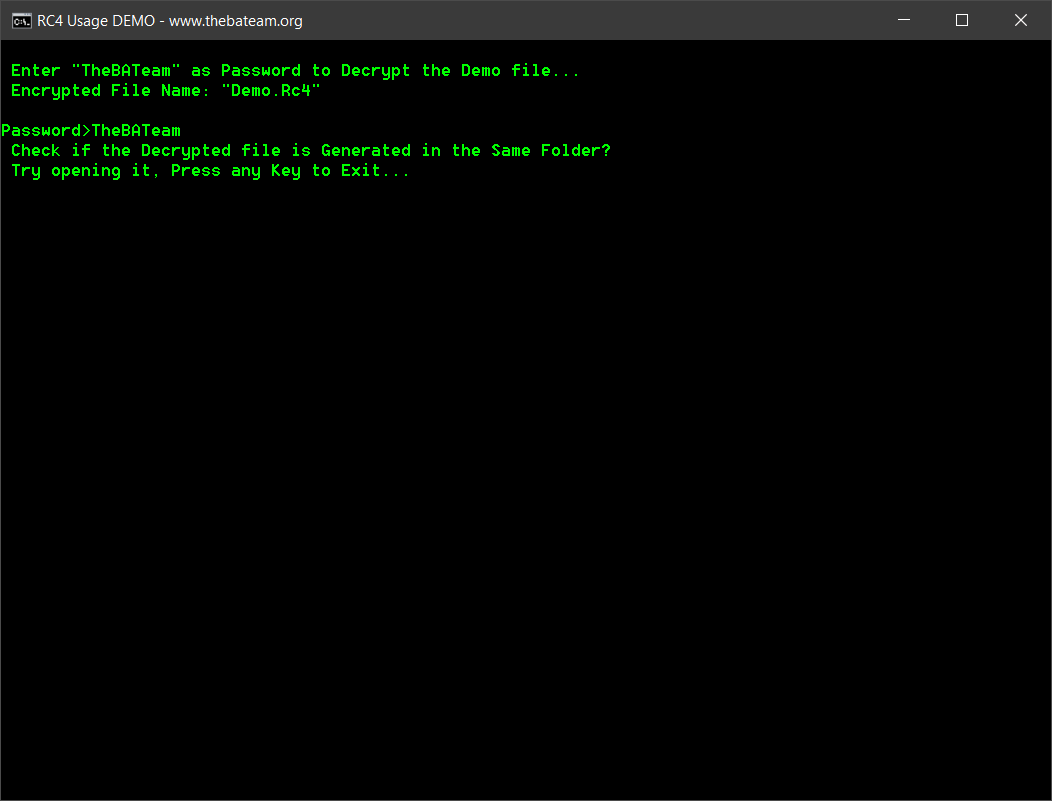 RC4 Usage DEMO - www.thebateam.org
Enter "TheBATeam" as Password to Decrypt the Demo file...
Encrypted File Name: "Demo.Rc4"
Password>TheBATeam
Check if the Decrypted file is Generated in the Same Folder?
Try opening it, Press any Key to Exit...